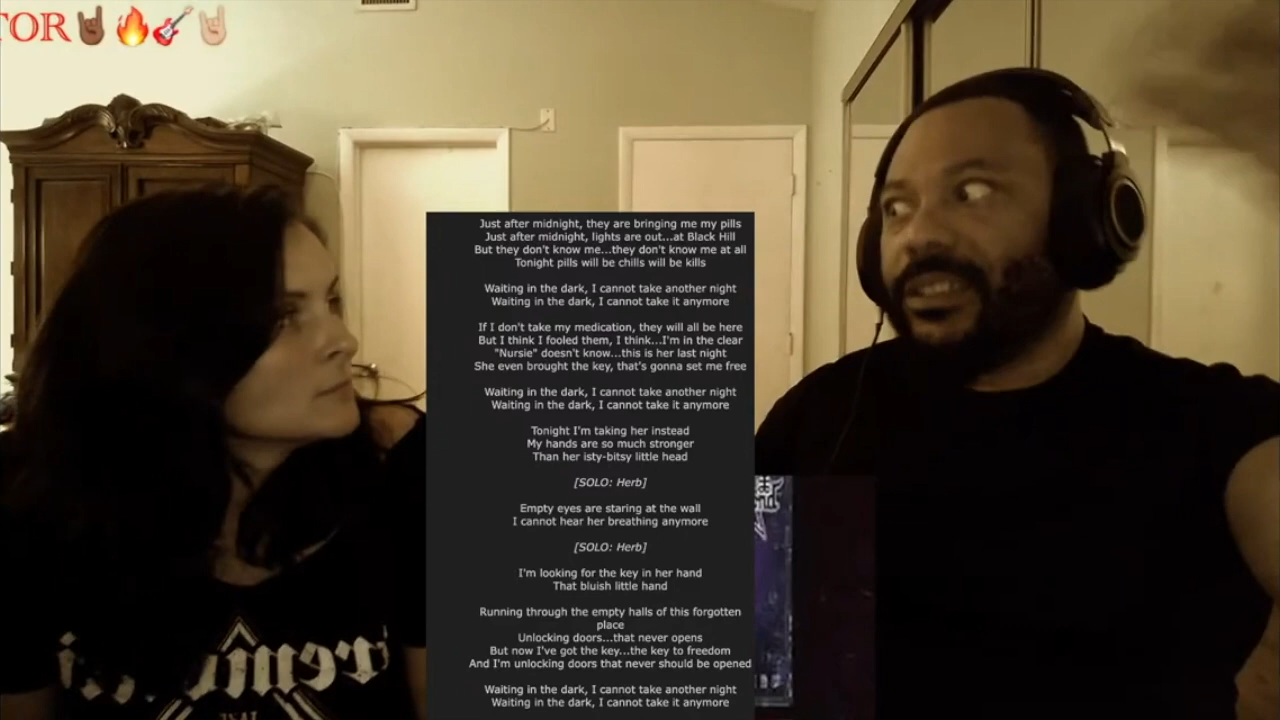 TOR🤘🏿🔥🎸🤘🏼
Just after midnight, they are bringing me my pills
Just after midnight, lights are out...at Black Hill
But they don't know me...they don't know me at all
Tonight pills will be chills will be kills
Waiting in the dark, I cannot take another night
Waiting in the dark, I cannot take it anymore
If I don't take my medication, they will all be here
But I think I fooled them, I think...I'm in the clear
"Nursie" doesn't know...this is her last night
She even brought the key, that's gonna set me free
Waiting in the dark, I cannot take another night
Waiting in the dark, I cannot take it anymore
Tonight I'm taking her instead
My hands are so much stronger
Than her isty-bitsy little head
[SOLO: Herb]
Empty eyes are staring at the wall
I cannot hear her breathing anymore
[SOLO: Herb]
I'm looking for the key in her hand
That bluish little hand
Running through the empty halls of this forgotten
place
Unlocking doors...that never opens
But now I've got the key...the key to freedom
And I'm unlocking doors that never should be opened
Waiting in the dark, I cannot take another night
Waiting in the dark, I cannot take it anymore